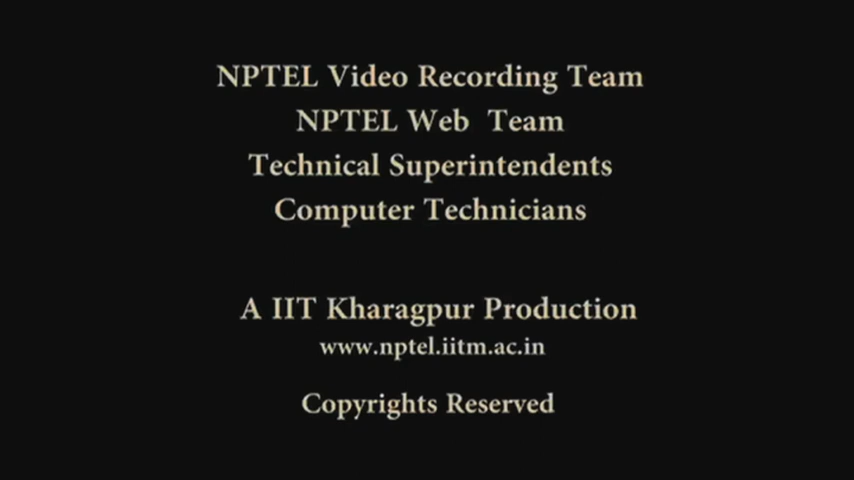 NPTEL Video Recording Team
NPTEL Web Team
Technical Superintendents
Computer Technicians
A IIT Kharagpur Production
www.nptel.iitm.ac.in
Copyrights Reserved